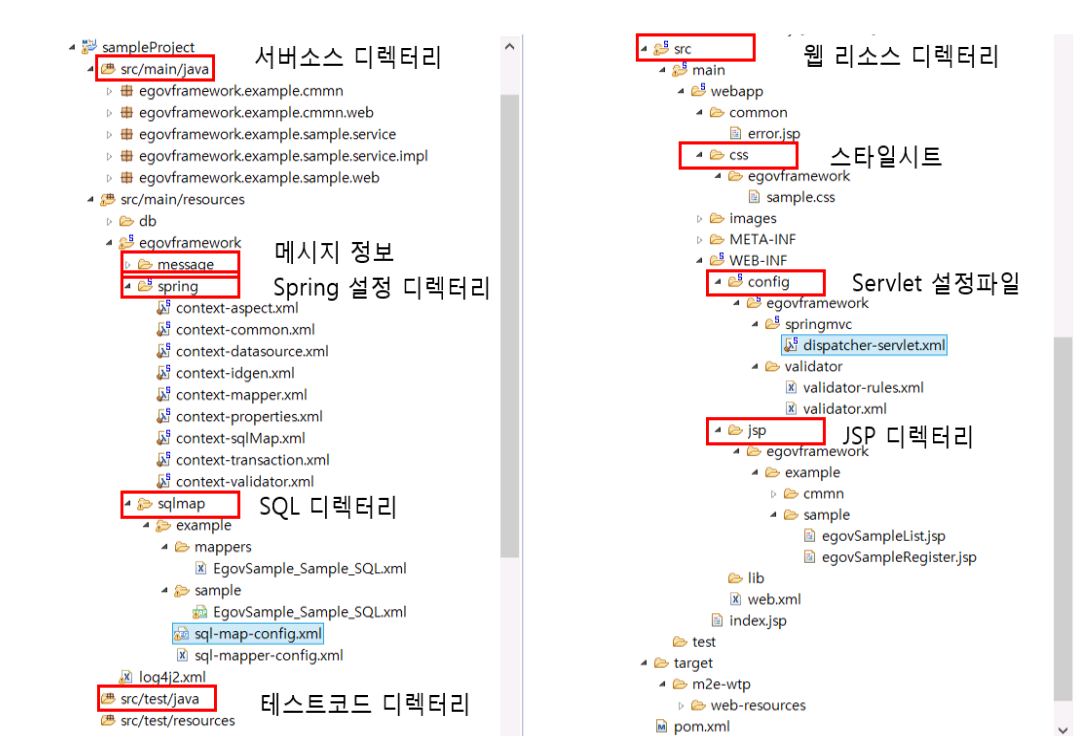 sampleProject
src/main/java
서버소스 디렉터리
egovframework.example.cmmn
egovframework.example.cmmn.web
egovframework.example.sample.service
egovframework.example.sample.service.impl
egovframework.example.sample.web
src/main/resources
db
egovframework
메시지 정보
message
spring
Spring 설정 디렉터리
context-aspect.xml
context-common.xml
context-datasource.xml
context-idgen.xml
context-mapper.xml
context-properties.xml
context-sqlMap.xml
context-transaction.xml
context-validator.xml
sqlmap
SQL 디렉터리
example
mappers
EgovSample_Sample_SQL.xml
sample
EgovSample_Sample_SQL.xml
sql-map-config.xml
sql-mapper-config.xml
log4j2.xml
src/test/java
테스트코드 디렉터리
src/test/resources
src
웹 리소스 디렉터리
main
webapp
common
error.jsp
css
스타일시트
egovframework
sample.css
images
META-INF
WEB-INF
config
Servlet 설정파일
egovframework
springmvc
dispatcher-servlet.xml
validator
validator-rules.xml
validator.xml
jsp
JSP 디렉터리
egovframework
example
cmmn
sample
egovSampleList.jsp
egovSampleRegister.jsp
lib
web.xml
index.jsp
test
target
m2e-wtp
web-resources
pom.xml